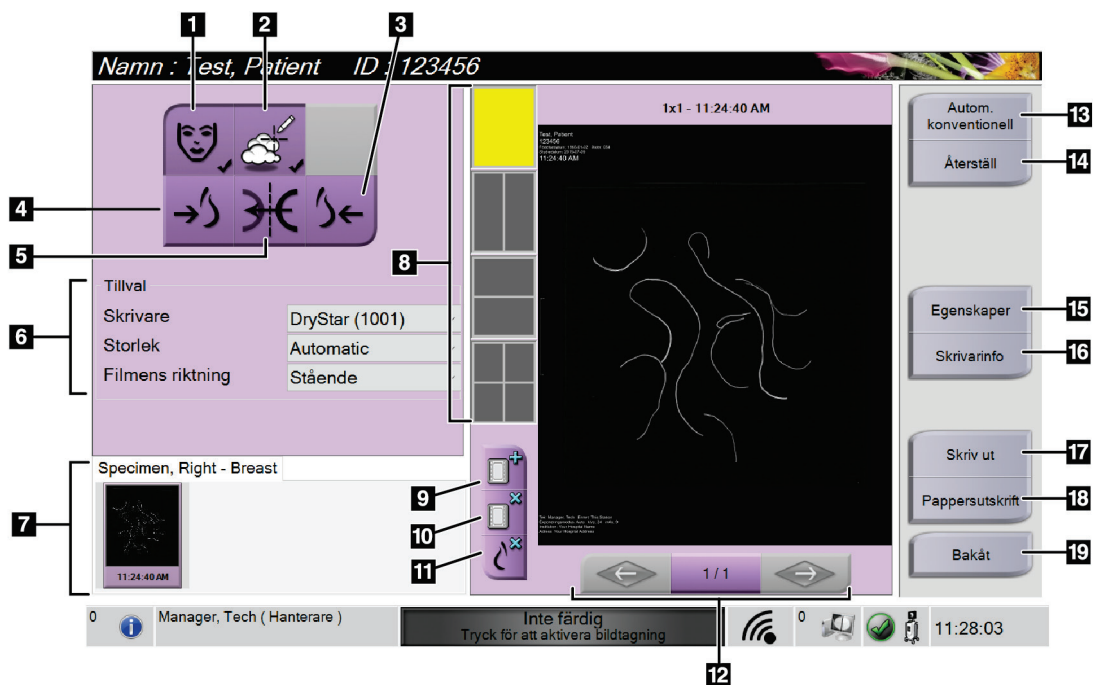 1
2
3
Namn : Test, Patient ID : 123456
4
5
6
7
8
9
10
11
12
13
14
15
16
17
18
19
Tillval
Skrivare DryStar (1001)
Storlek Automatic
Filmens riktning Stående
Specimen, Right - Breast
11:24:40 AM
1x1 - 11:24:40 AM
Test, Patient
123456
11:24:40 AM
1 / 1
Autom.
konventionell
Återställ
Egenskaper
Skrivarinfo
Skriv ut
Pappersutskrift
Bakåt
0
Manager, Tech ( Hanterare )
Inte färdig
Tryck för att aktivera bildtagning
0
11:28:03